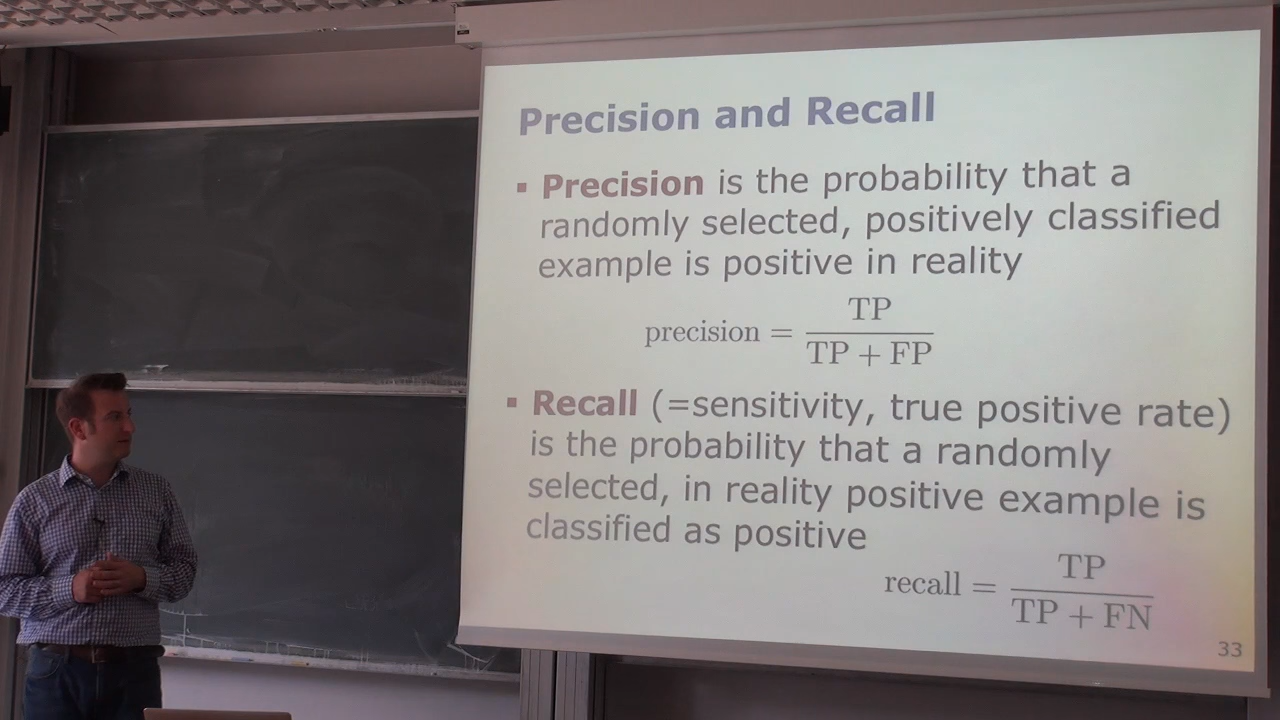 Precision and Recall
▪ Precision is the probability that a
randomly selected, positively classified
example is positive in reality
precision = TP / (TP + FP)
▪ Recall (=sensitivity, true positive rate)
is the probability that a randomly
selected, in reality positive example is
classified as positive
recall = TP / (TP + FN)
33